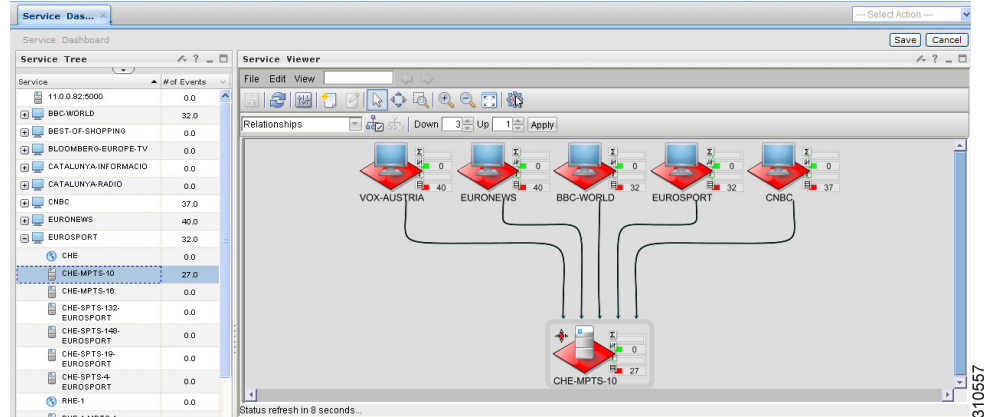 Service Das... ×
--- Select Action ---
Service Dashboard
Save Cancel
Service Tree ? Service Viewer ?
Service # of Events
11.0.0.82:5000 0.0
BBC-WORLD 32.0
BEST-OF-SHOPPING 0.0
BLOOMBERG-EUROPE-TV 0.0
CATALUNYA-INFORMACIO 0.0
CATALUNYA-RADIO 0.0
CNBC 37.0
EURONEWS 40.0
EUROSPORT 32.0
CHE 0.0
CHE-MPTS-10 27.0
CHE-MPTS-16 0.0
CHE-SPTS-132-
EUROSPORT
0.0
CHE-SPTS-148-
EUROSPORT
0.0
CHE-SPTS-19-
EUROSPORT
0.0
CHE-SPTS-4-
EUROSPORT
0.0
RHE-1 0.0
File Edit View
Relationships Down 3 Up 1 Apply
Σ Σ Σ Σ Σ
0 0 0 0 0
40 40 32 32 37
VOX-AUSTRIA EURONEWS BBC-WORLD EUROSPORT CNBC
Σ
0
27
CHE-MPTS-10
Status refresh in 8 seconds...
310557